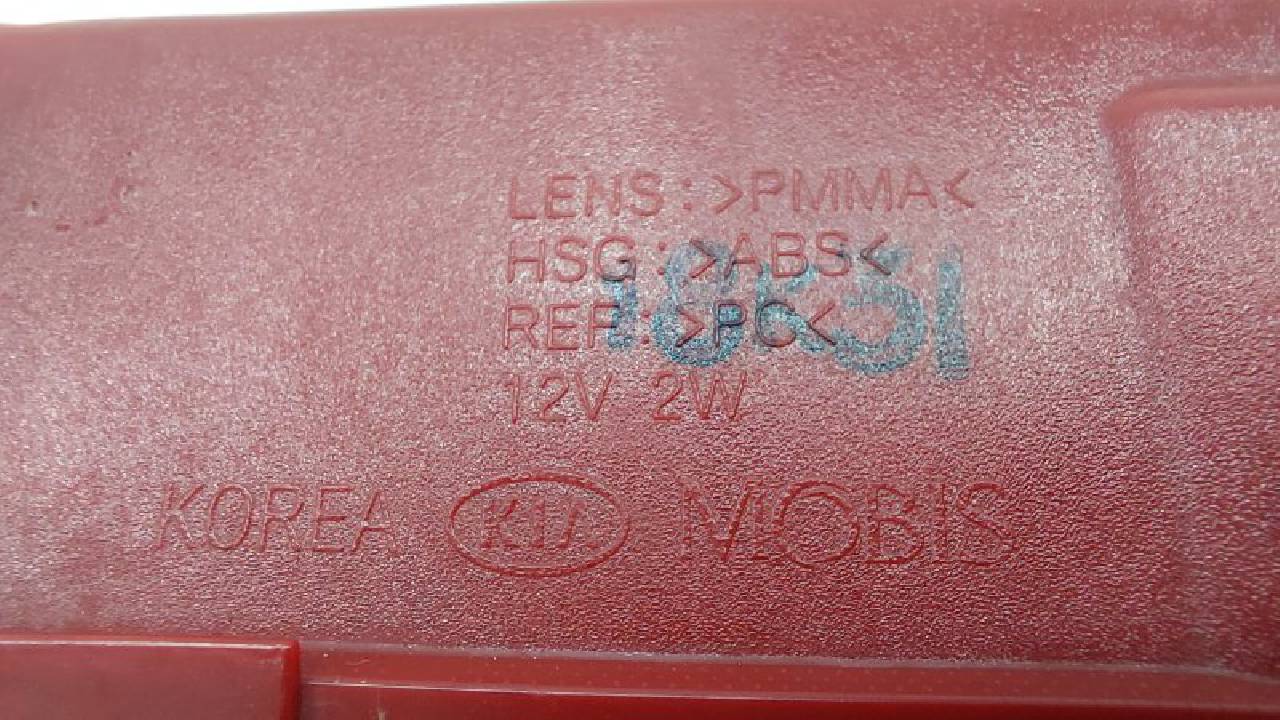 LENS : >PMMA<
HSG : >ABS<
REF : >PC<
12V 2W
KOREA KIA MOBIS